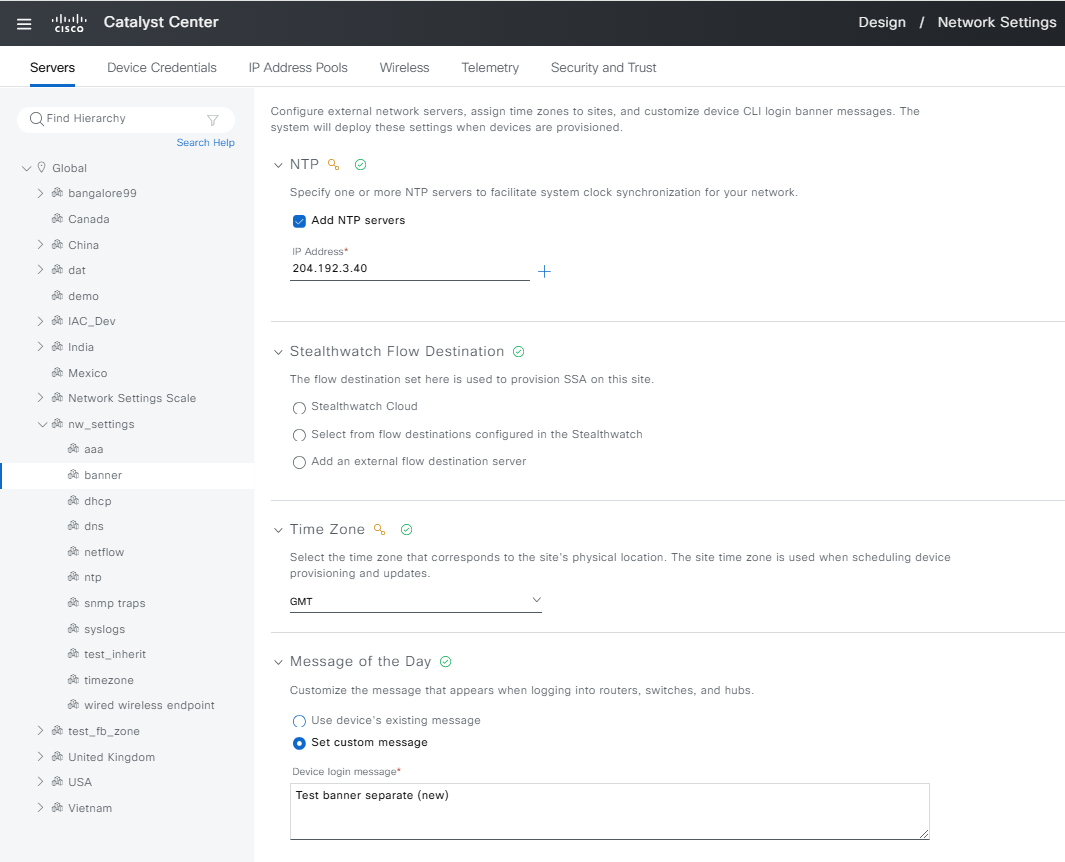 CISCO
Catalyst Center
Design / Network Settings
Servers Device Credentials IP Address Pools Wireless Telemetry Security and Trust
Find Hierarchy
Search Help
Global
bangalore99
Canada
China
dat
demo
IAC_Dev
India
Mexico
Network Settings Scale
nw_settings
aaa
banner
dhcp
dns
netflow
ntp
snmp traps
syslogs
test_inherit
timezone
wired wireless endpoint
test_fb_zone
United Kingdom
USA
Vietnam
Configure external network servers, assign time zones to sites, and customize device CLI login banner messages. The
system will deploy these settings when devices are provisioned.
NTP
Specify one or more NTP servers to facilitate system clock synchronization for your network.
Add NTP servers
IP Address*
204.192.3.40
Stealthwatch Flow Destination
The flow destination set here is used to provision SSA on this site.
Stealthwatch Cloud
Select from flow destinations configured in the Stealthwatch
Add an external flow destination server
Time Zone
Select the time zone that corresponds to the site's physical location. The site time zone is used when scheduling device
provisioning and updates.
GMT
Message of the Day
Customize the message that appears when logging into routers, switches, and hubs.
Use device's existing message
Set custom message
Device login message*
Test banner separate (new)